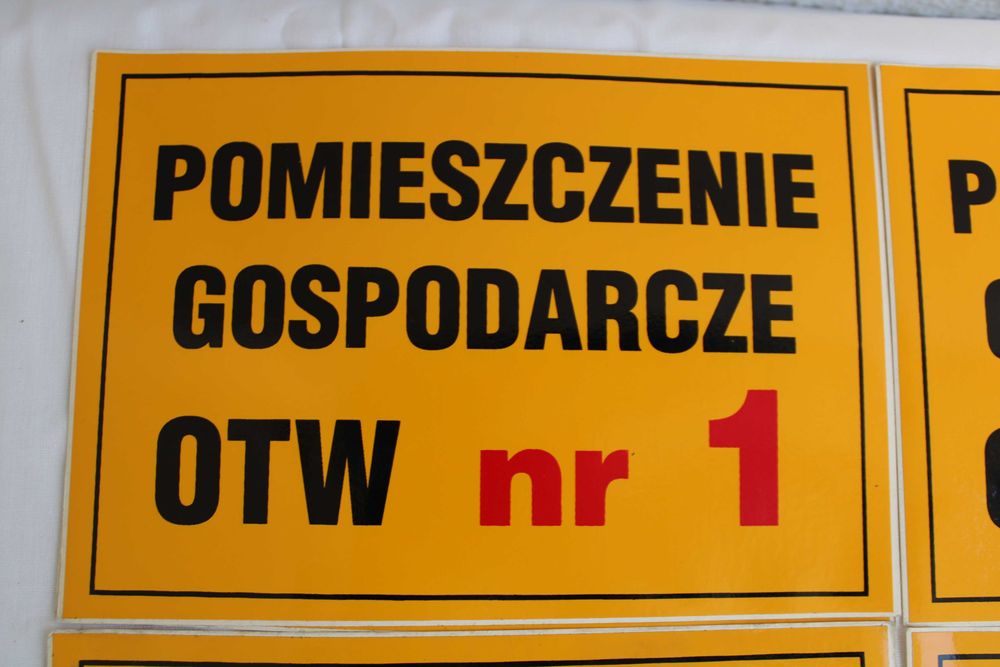 POMIESZCZENIE
GOSPODARCZE
OTW nr 1